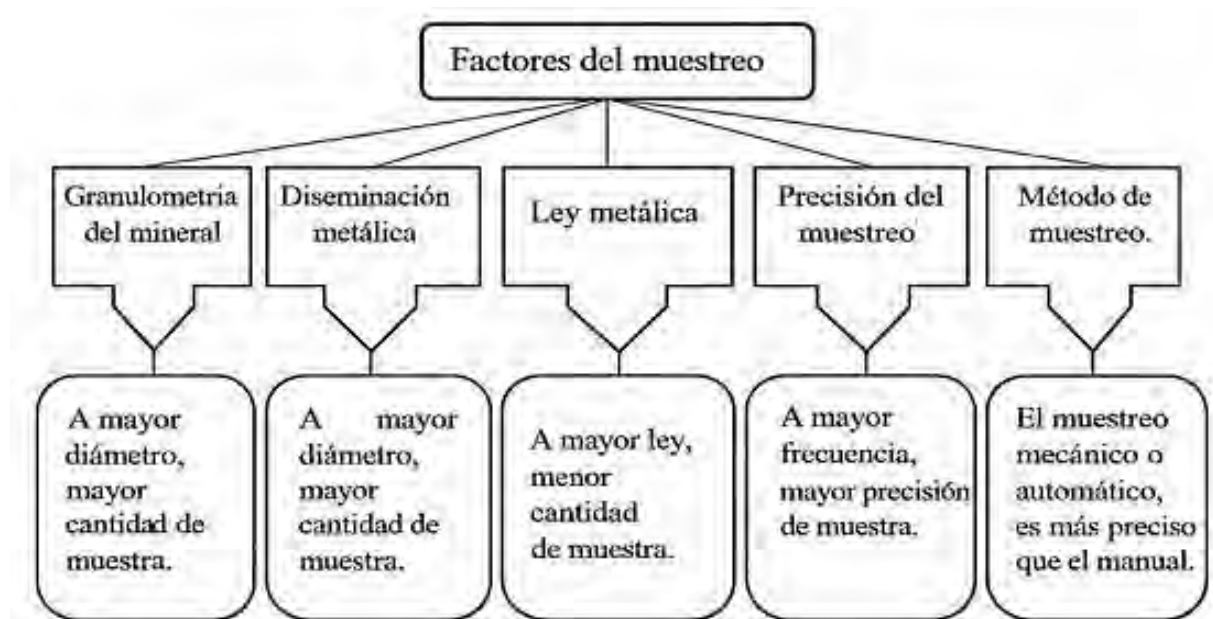 Factores del muestreo
Granulometría
del mineral
Diseminación
metálica
Ley metálica
Precisión del
muestreo
Método de
muestreo.
A mayor
diámetro,
mayor
cantidad de
muestra.
A mayor
diámetro,
mayor
cantidad de
muestra.
A mayor ley,
menor
cantidad
de muestra.
A mayor
frecuencia,
mayor precisión
de muestra.
El muestreo
mecánico o
automático,
es más preciso
que el manual.